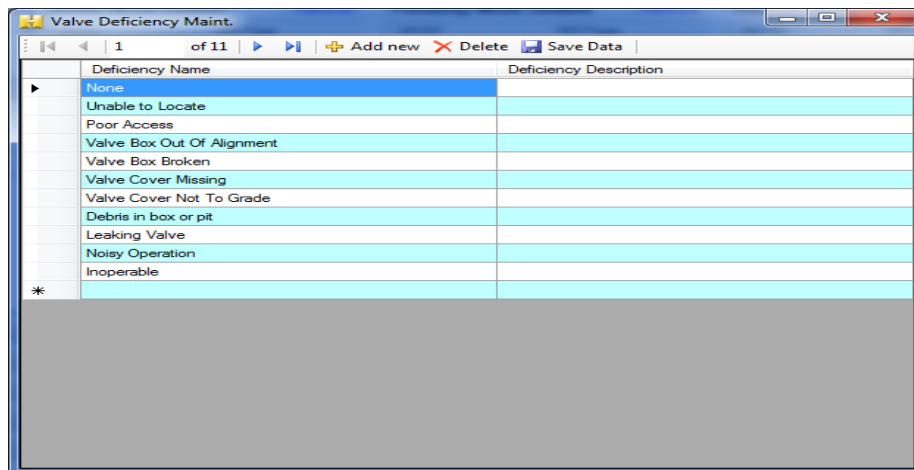 Valve Deficiency Maint.
1 of 11 Add new Delete Save Data
Deficiency Name Deficiency Description
None
Unable to Locate
Poor Access
Valve Box Out Of Alignment
Valve Box Broken
Valve Cover Missing
Valve Cover Not To Grade
Debris in box or pit
Leaking Valve
Noisy Operation
Inoperable